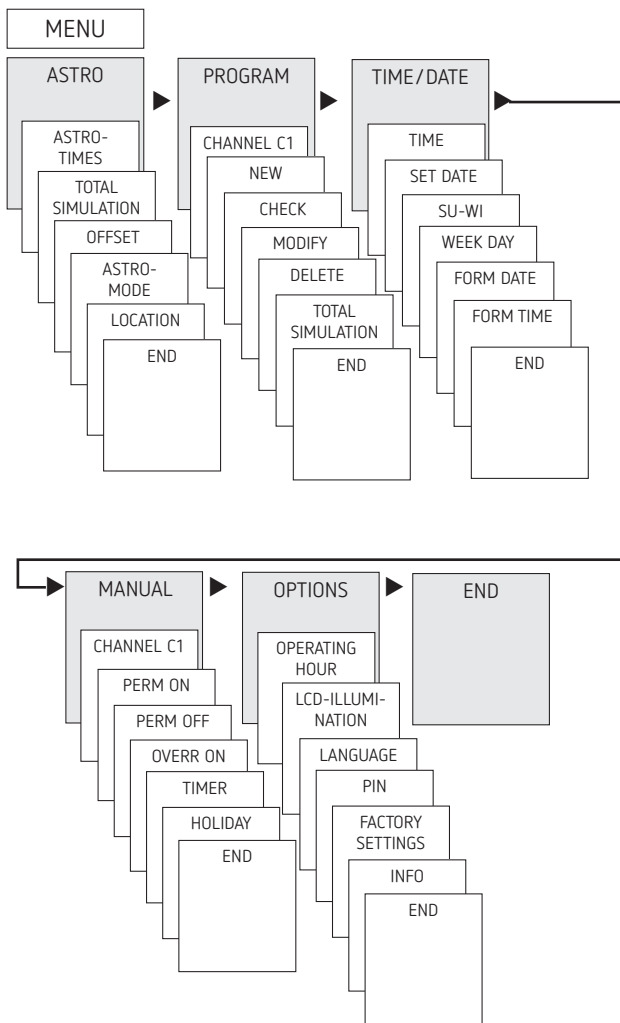 MENU
ASTRO
ASTRO-
TIMES
TOTAL
SIMULATION
OFFSET
ASTRO-
MODE
LOCATION
END
PROGRAM
CHANNEL C1
NEW
CHECK
MODIFY
DELETE
TOTAL
SIMULATION
END
TIME/DATE
TIME
SET DATE
SU-WI
WEEK DAY
FORM DATE
FORM TIME
END
MANUAL
CHANNEL C1
PERM ON
PERM OFF
OVERR ON
TIMER
HOLIDAY
END
OPTIONS
OPERATING
HOUR
LCD-ILLUMI-
NATION
LANGUAGE
PIN
FACTORY
SETTINGS
INFO
END
END